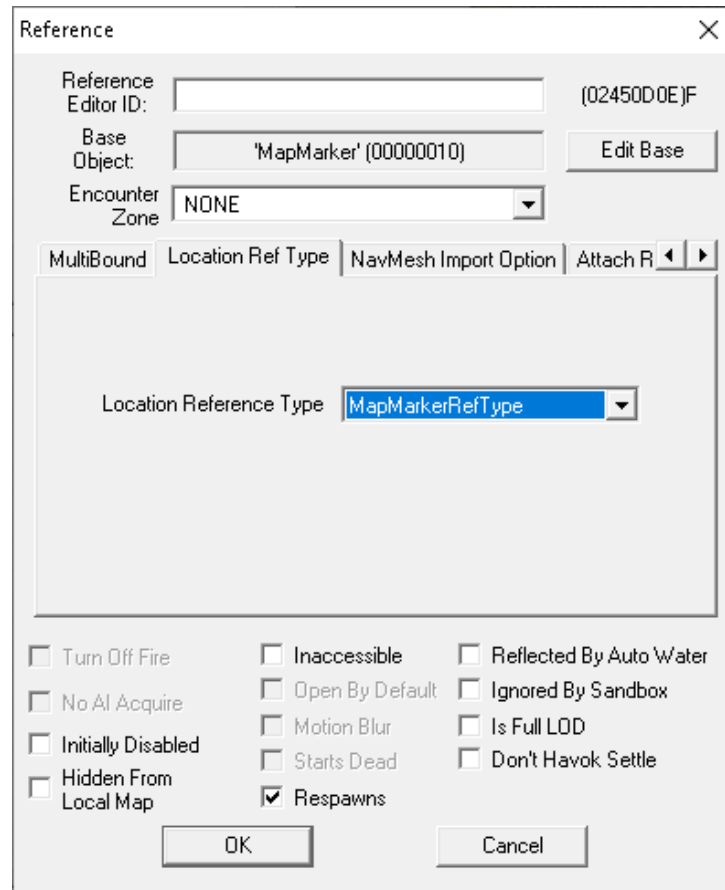 Reference
Reference
Editor ID:
(02450D0E)F
Base
Object:
'MapMarker' (00000010)
Edit Base
Encounter
Zone
NONE
MultiBound
Location Ref Type
NavMesh Import Option
Attach R
Location Reference Type
MapMarkerRefType
Turn Off Fire
Inaccessible
Reflected By Auto Water
No AI Acquire
Open By Default
Ignored By Sandbox
Initially Disabled
Motion Blur
Is Full LOD
Hidden From
Local Map
Starts Dead
Don't Havok Settle
Respawns
OK
Cancel